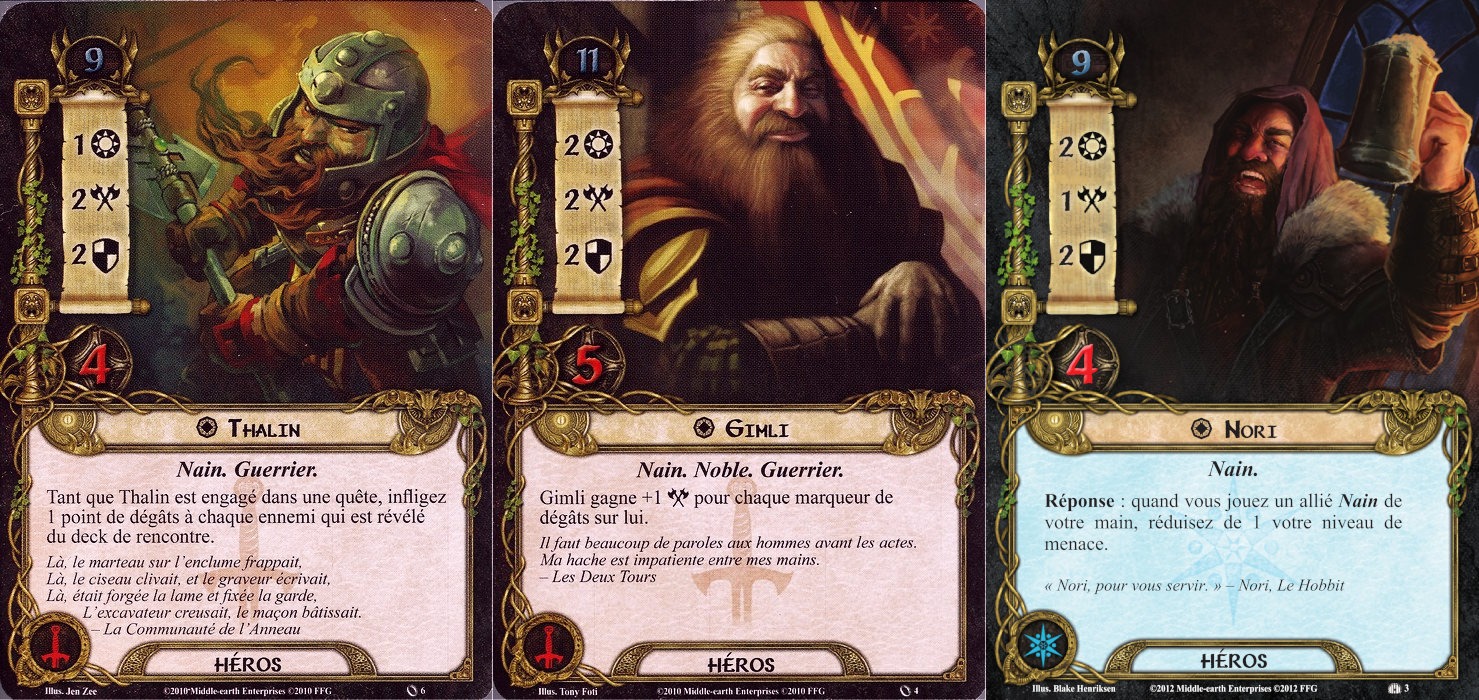 9
1
2
2
4
THALIN
Nain. Guerrier.
Tant que Thalin est engagé dans une quête, infligez
1 point de dégâts à chaque ennemi qui est révélé
du deck de rencontre.
Là, le marteau sur l'enclume frappait,
Là, le ciseau clivait, et le graveur écrivait,
Là, était forgée la lame et fixée la garde,
L'excavateur creusait, le maçon bâtissait.
– La Communauté de l'Anneau
HÉROS
Illus. Jen Zee ©2010 Middle-earth Enterprises ©2010 FFG 6
11
2
2
2
5
GIMLI
Nain. Noble. Guerrier.
Gimli gagne +1 pour chaque marqueur de
dégâts sur lui.
Il faut beaucoup de paroles aux hommes avant les actes.
Ma hache est impatiente entre mes mains.
– Les Deux Tours
HÉROS
Illus. Tony Foti ©2010 Middle-earth Enterprises ©2010 FFG 4
9
2
1
2
4
NORI
Nain.
Réponse : quand vous jouez un allié Nain de
votre main, réduisez de 1 votre niveau de
menace.
« Nori, pour vous servir. » – Nori, Le Hobbit
HÉROS
Illus. Blake Henriksen ©2012 Middle-earth Enterprises ©2012 FFG 3